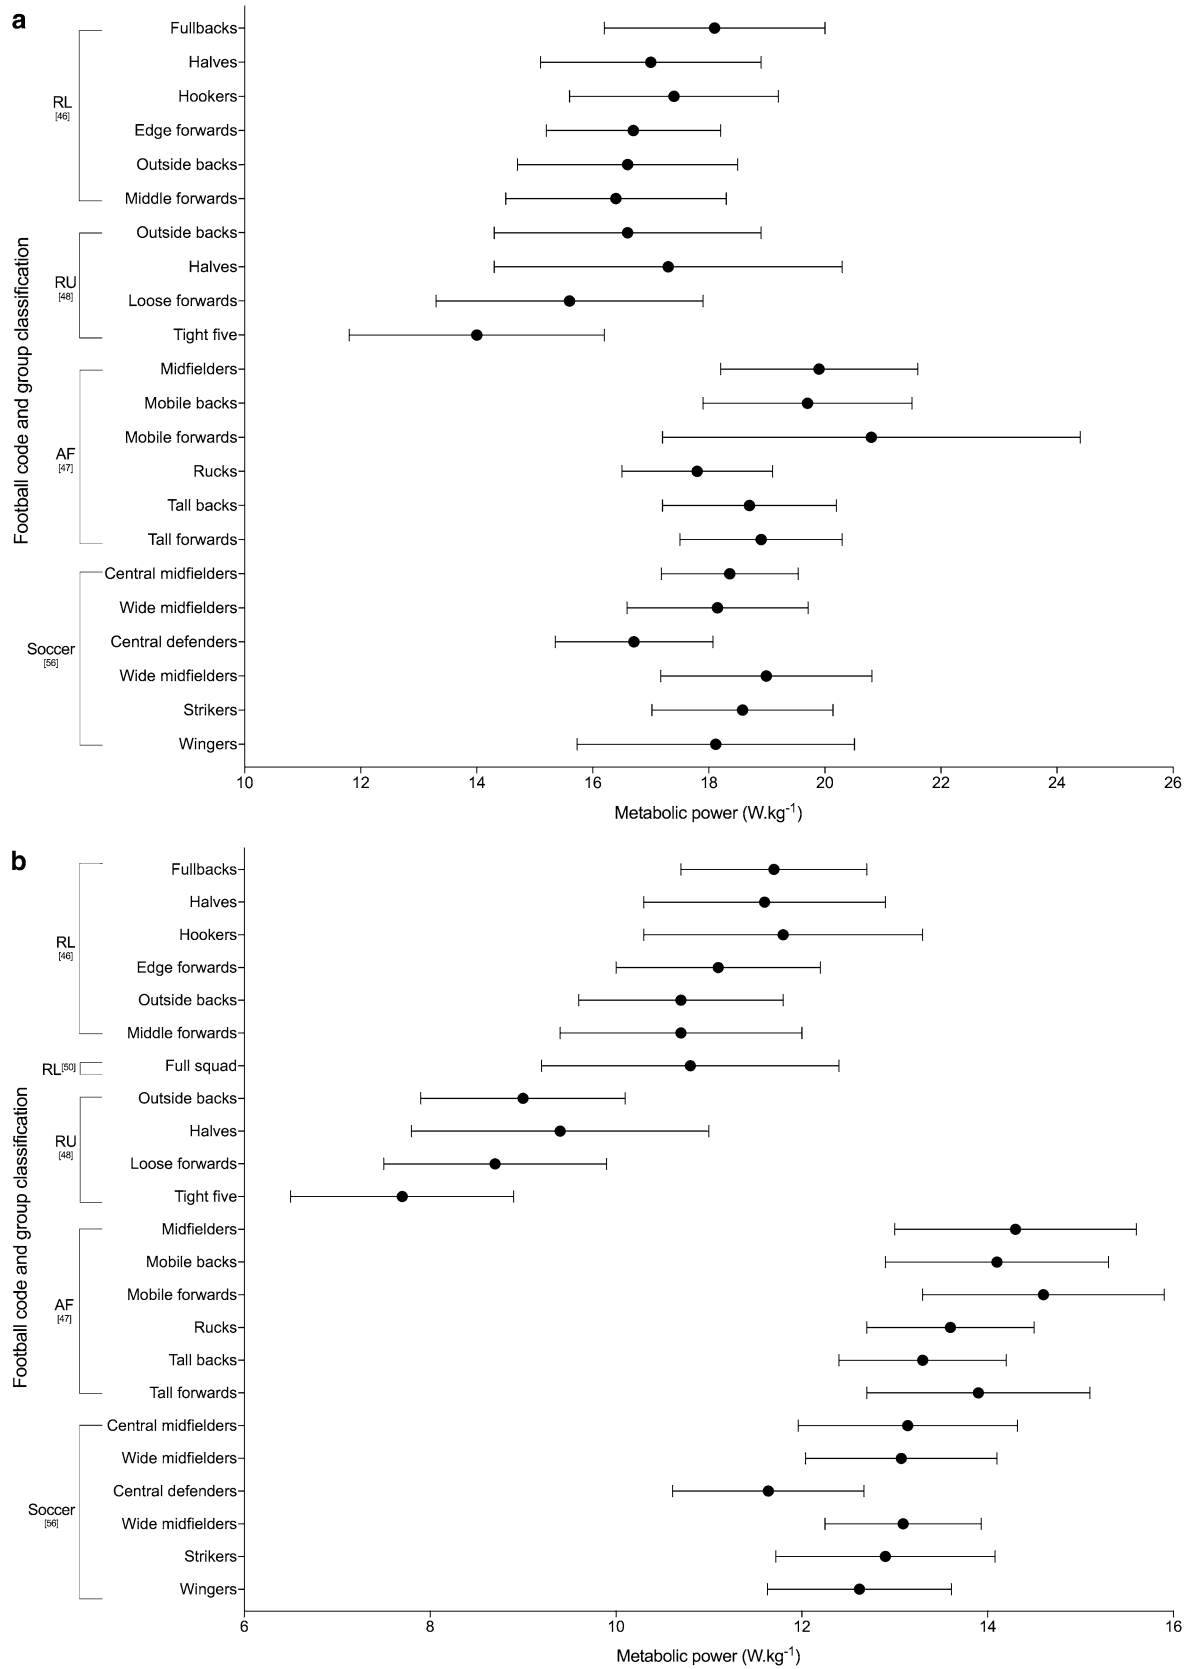 a
Football code and group classification
RL
[46]
Fullbacks
Halves
Hookers
Edge forwards
Outside backs
Middle forwards
RU
[48]
Outside backs
Halves
Loose forwards
Tight five
AF
[47]
Midfielders
Mobile backs
Mobile forwards
Rucks
Tall backs
Tall forwards
Soccer
[56]
Central midfielders
Wide midfielders
Central defenders
Wide midfielders
Strikers
Wingers
10 12 14 16 18 20 22 24 26
Metabolic power (W.kg-1)
b
Football code and group classification
RL
[46]
Fullbacks
Halves
Hookers
Edge forwards
Outside backs
Middle forwards
RL[50]
Full squad
RU
[48]
Outside backs
Halves
Loose forwards
Tight five
AF
[47]
Midfielders
Mobile backs
Mobile forwards
Rucks
Tall backs
Tall forwards
Soccer
[56]
Central midfielders
Wide midfielders
Central defenders
Wide midfielders
Strikers
Wingers
6 8 10 12 14 16
Metabolic power (W.kg-1)